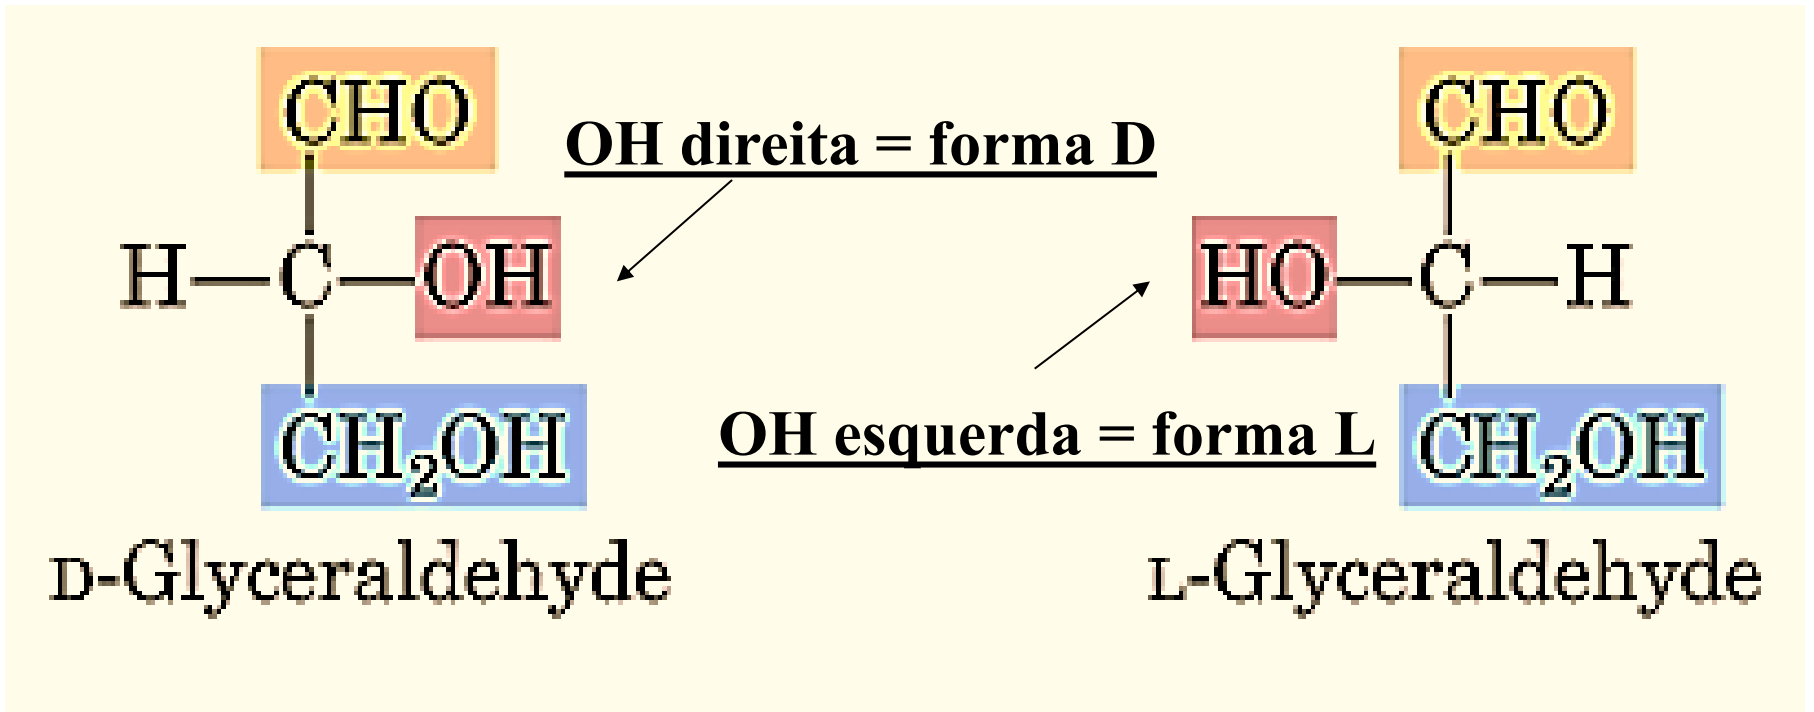 CHO
H—C—OH
CH₂OH
D-Glyceraldehyde
OH direita = forma D
OH esquerda = forma L
CHO
HO—C—H
CH₂OH
L-Glyceraldehyde